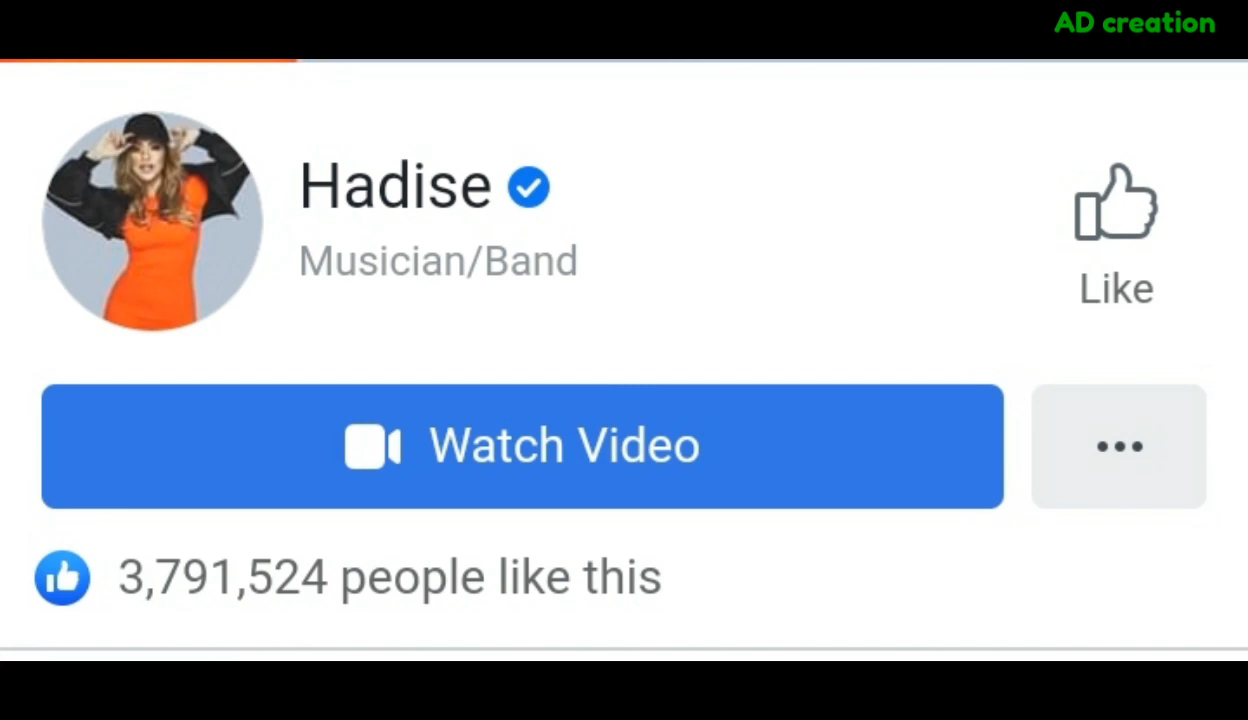 AD creation
Hadise
Musician/Band
Like
Watch Video
3,791,524 people like this